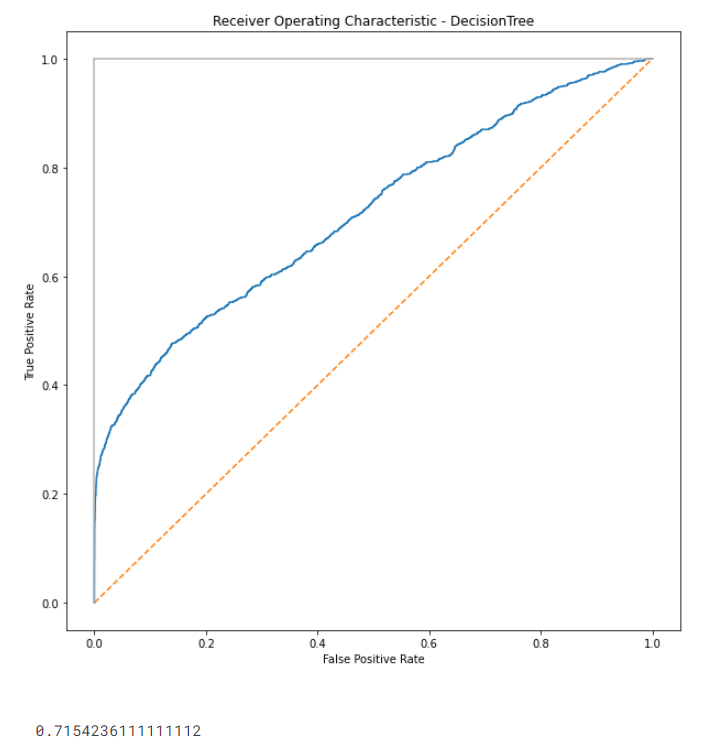 Receiver Operating Characteristic - DecisionTree
1.0
0.8
0.6
0.4
0.2
0.0
True Positive Rate
0.0 0.2 0.4 0.6 0.8 1.0
False Positive Rate
0.7154236111111112